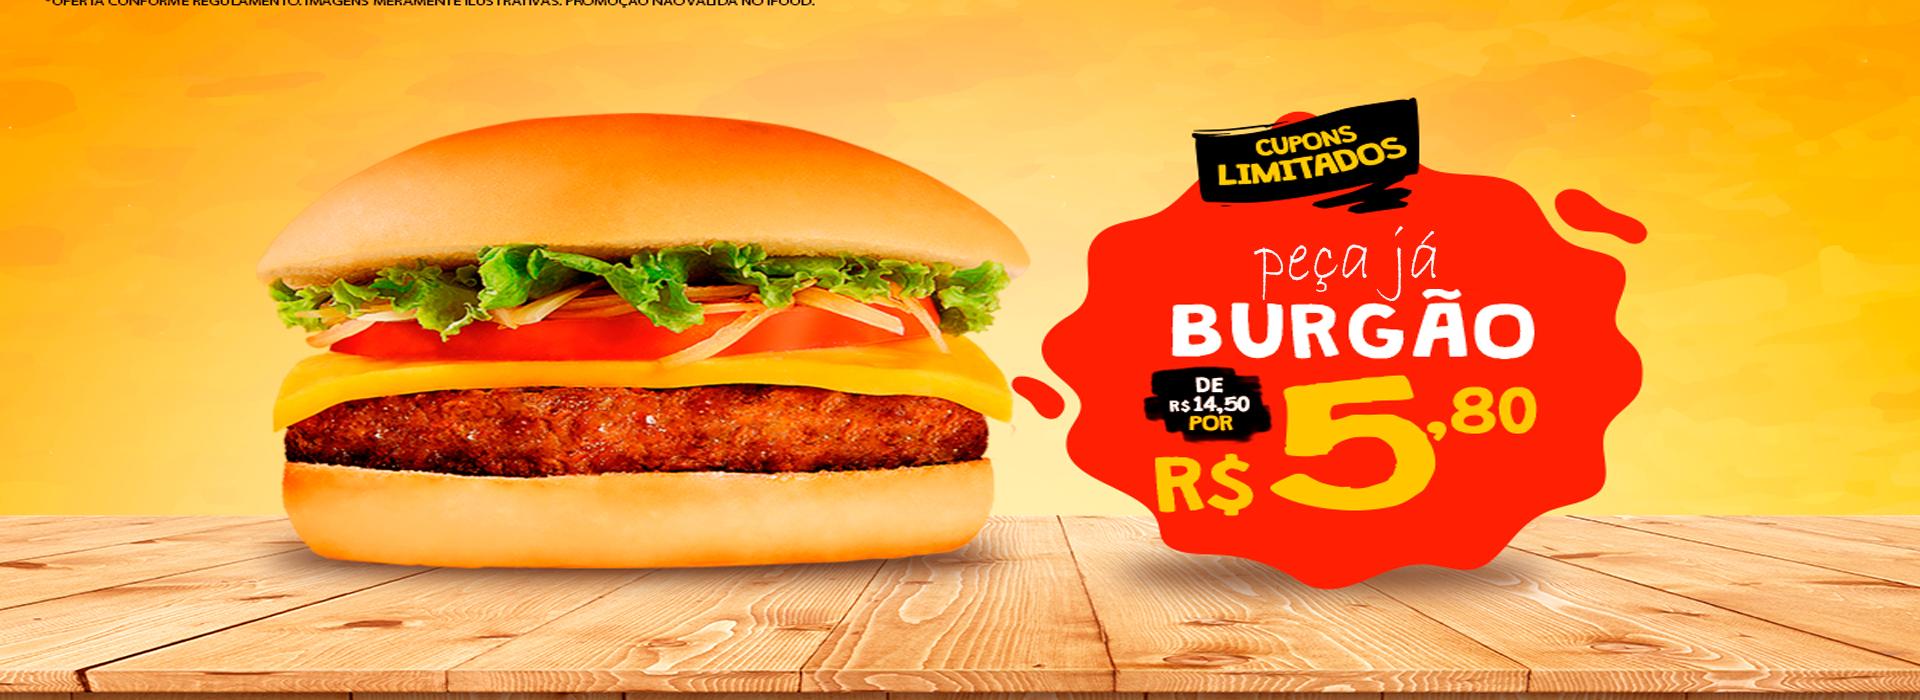 *OFERTA CONFORME REGULAMENTO. IMAGENS MERAMENTE ILUSTRATIVAS. PROMOÇÃO NÃO VÁLIDA NO IFOOD.
CUPONS
LIMITADOS
peça já
BURGÃO
DE
R$14,50
POR
R$ 5,80